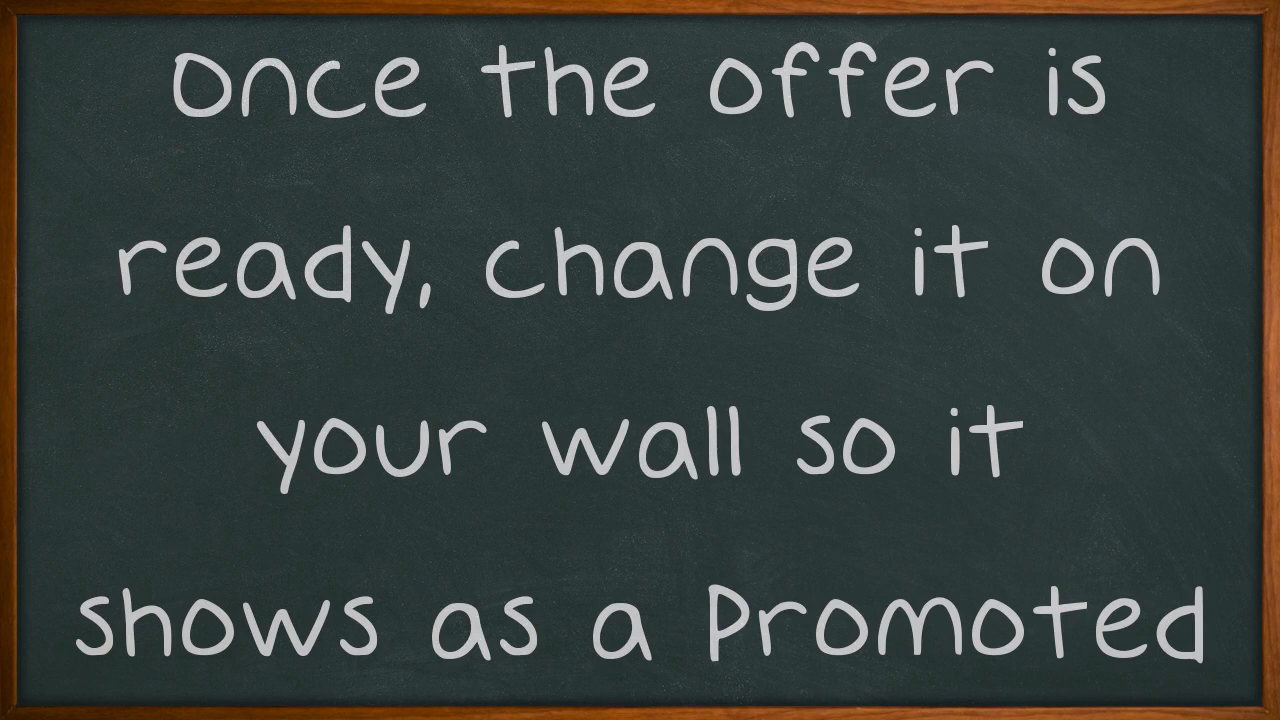 Once the offer is
ready, change it on
your wall so it
shows as a Promoted